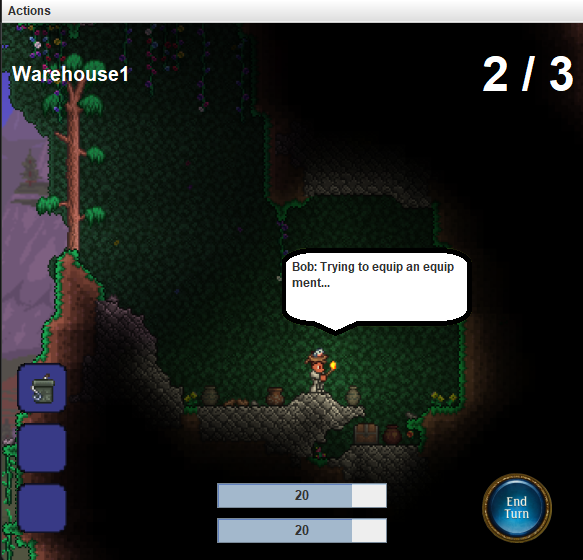 Actions
Warehouse1
2 / 3
Bob: Trying to equip an equip
ment...
20
20
End
Turn